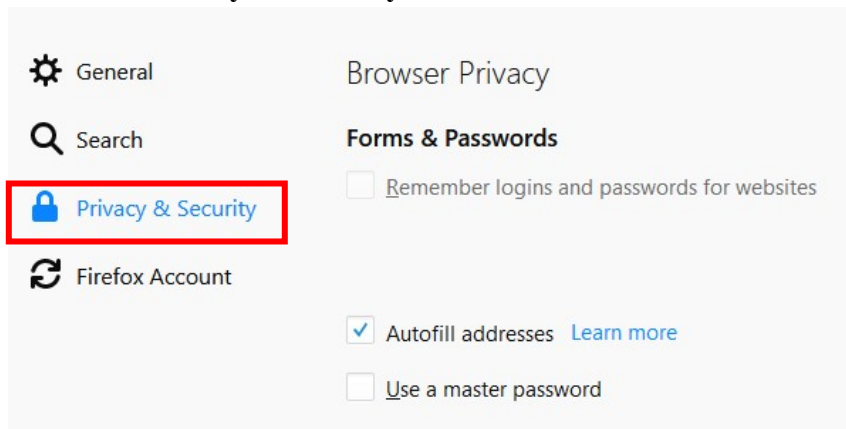 General
Search
Privacy & Security
Firefox Account
Browser Privacy
Forms & Passwords
Remember logins and passwords for websites
Autofill addresses Learn more
Use a master password